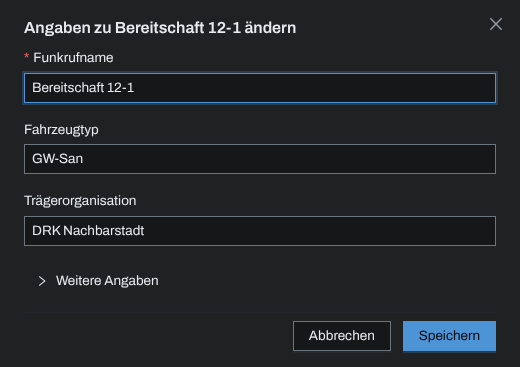 Angaben zu Bereitschaft 12-1 ändern
* Funkrufname
Bereitschaft 12-1
Fahrzeugtyp
GW-San
Trägerorganisation
DRK Nachbarstadt
Weitere Angaben
Abbrechen
Speichern